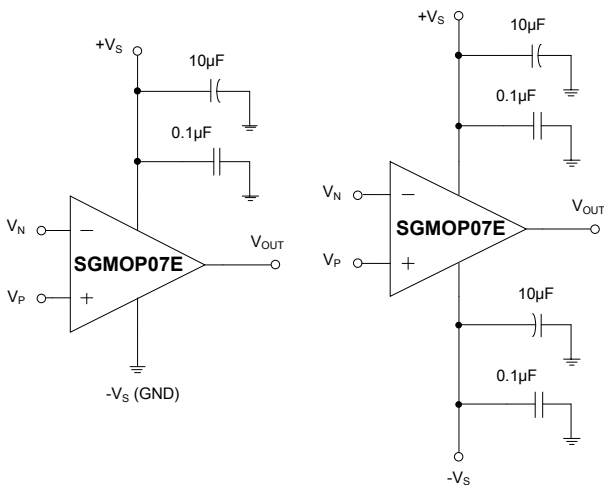 +VS
10µF
0.1µF
VN
−
SGMOP07E
VOUT
VP
+
-VS (GND)
+VS
10µF
0.1µF
VN
−
SGMOP07E
VOUT
VP
+
10µF
0.1µF
-VS